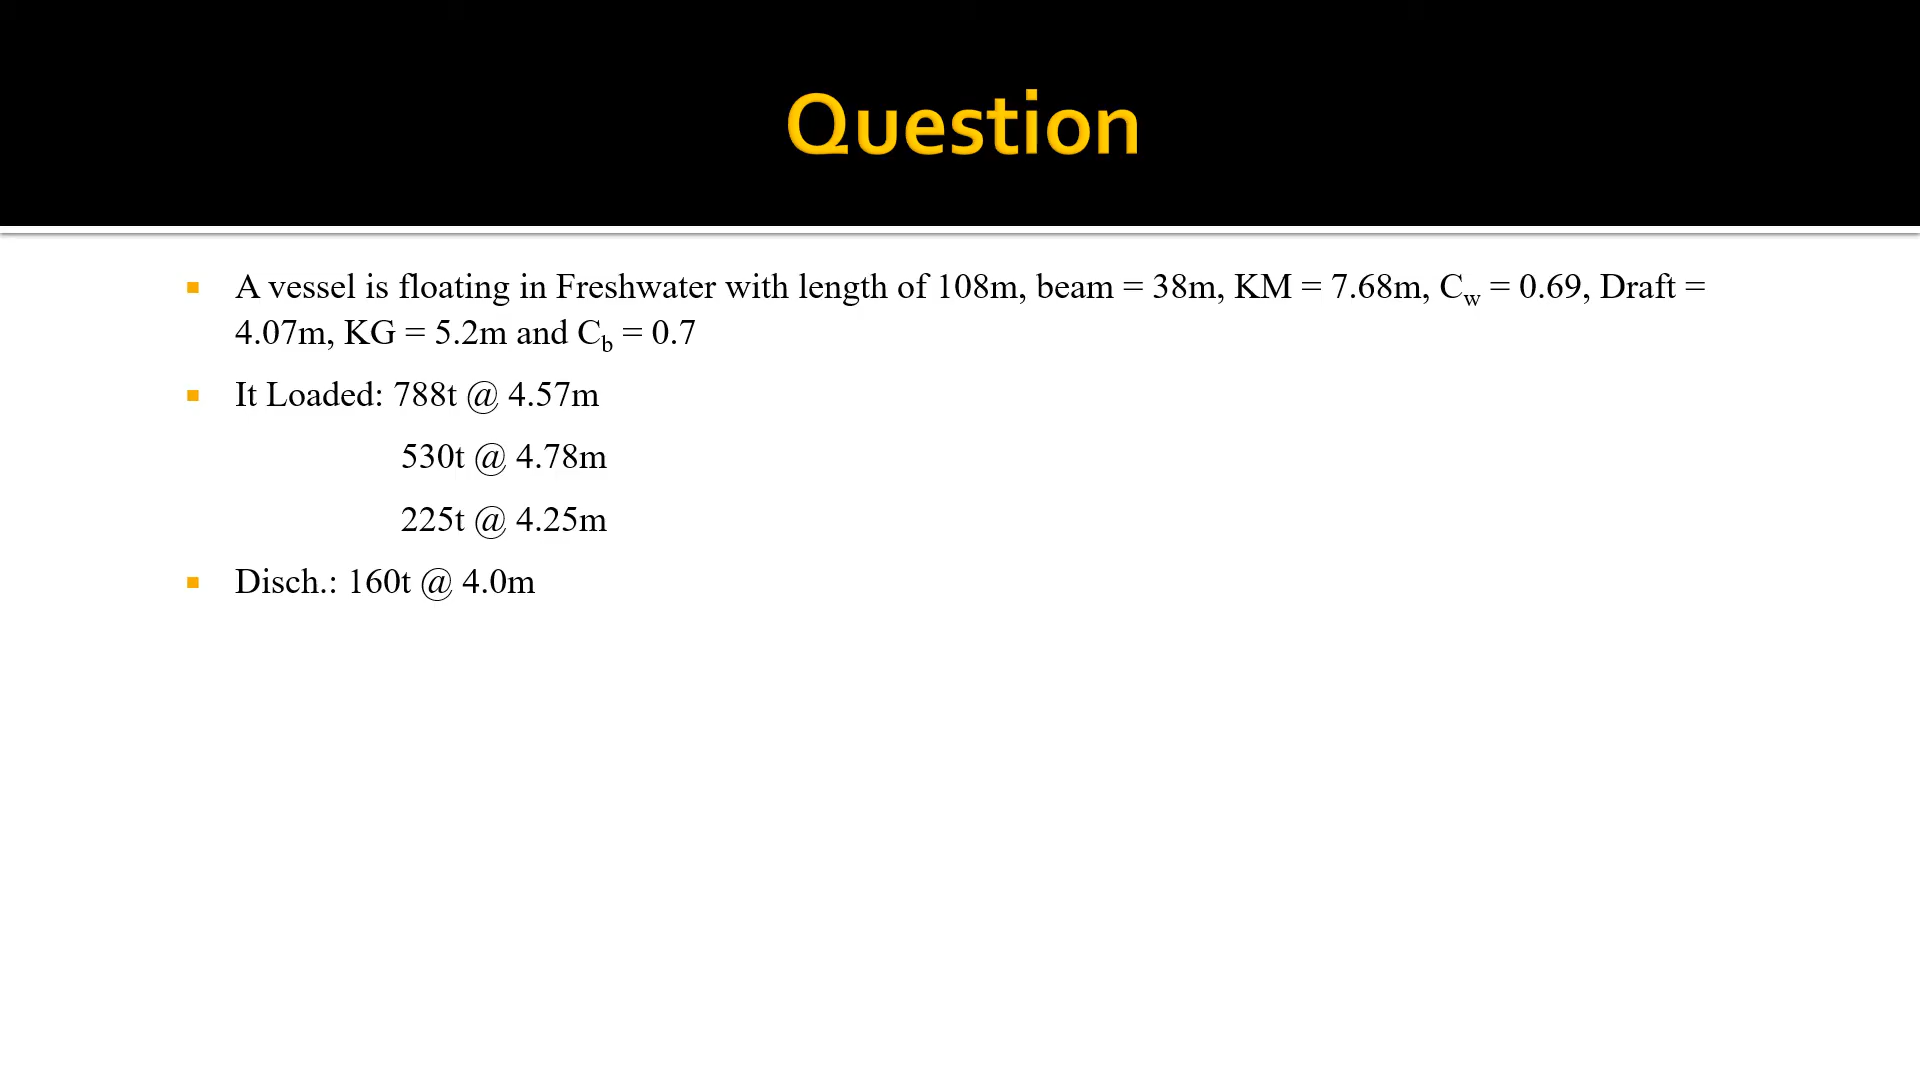 Question
A vessel is floating in Freshwater with length of 108m, beam = 38m, KM = 7.68m, Cw = 0.69, Draft =
4.07m, KG = 5.2m and Cb = 0.7
It Loaded: 788t @ 4.57m
530t @ 4.78m
225t @ 4.25m
Disch.: 160t @ 4.0m